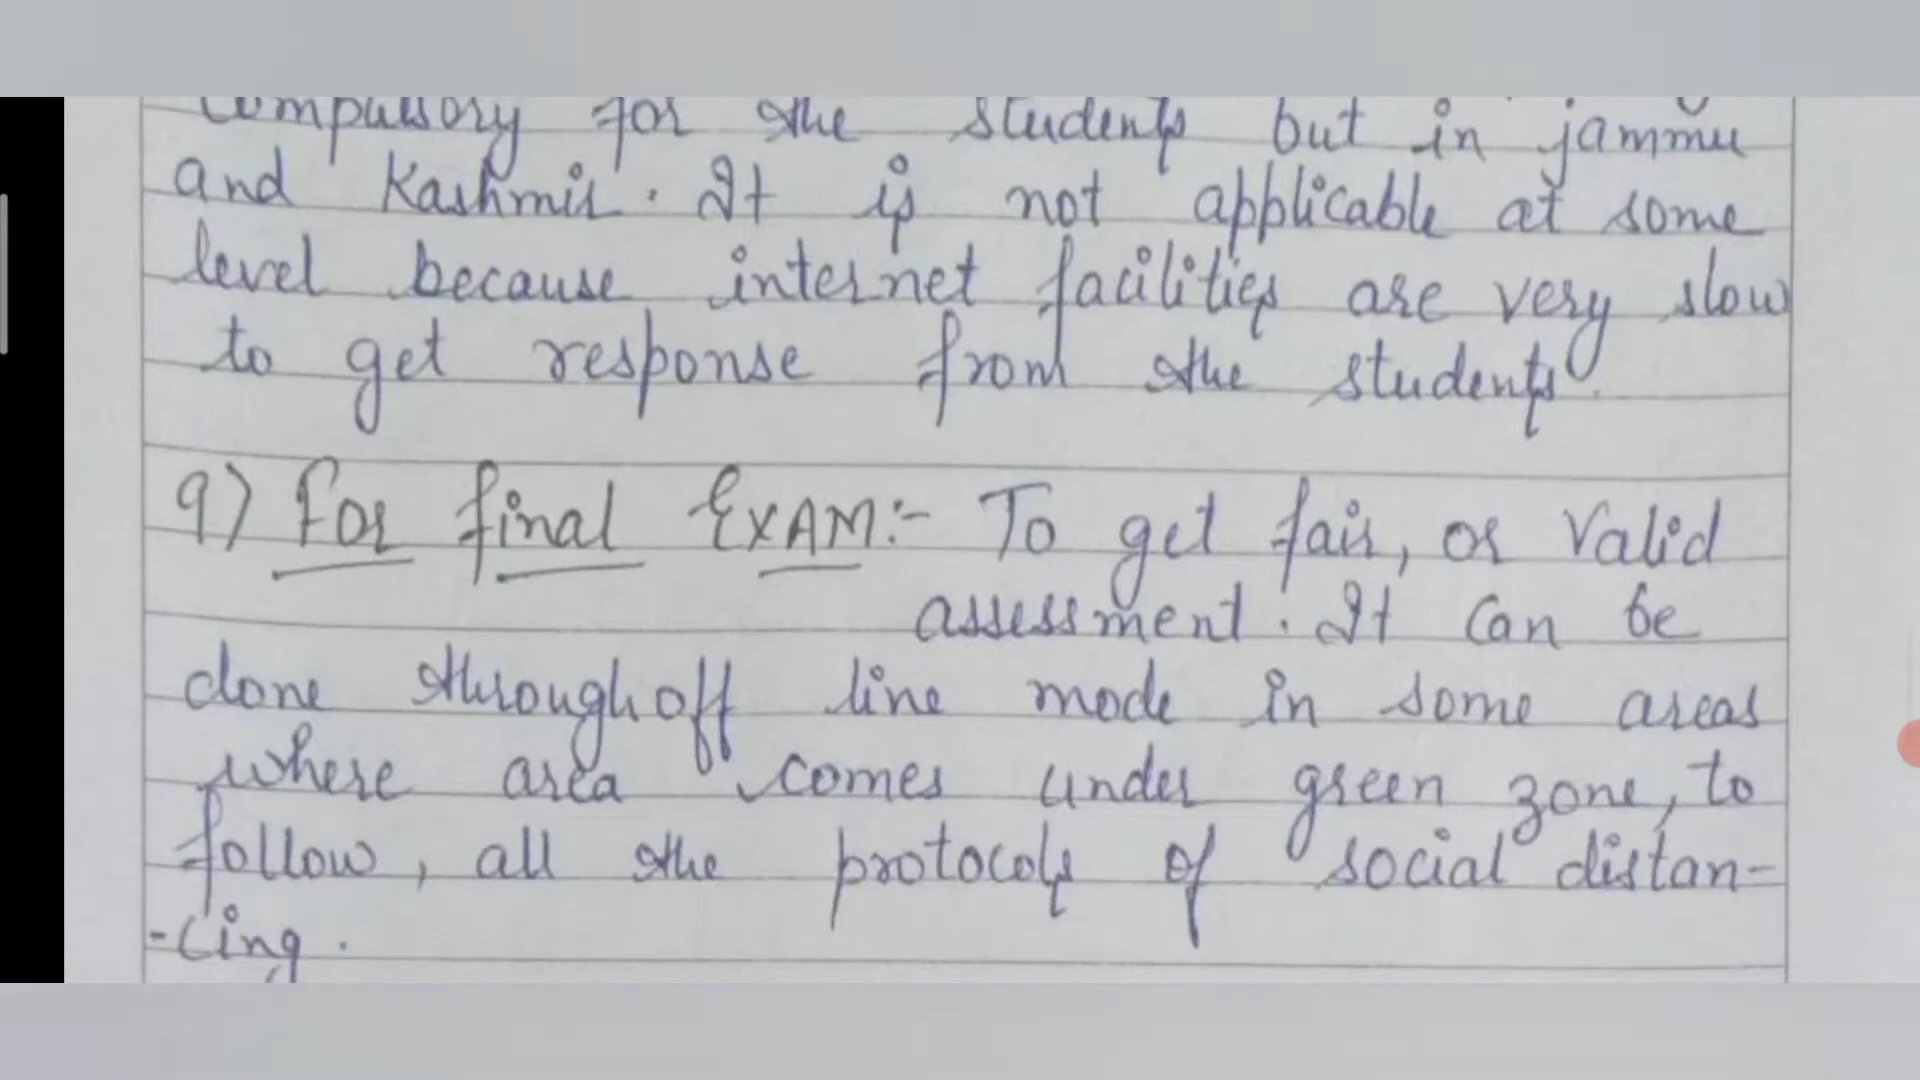 compulsory for the students but in jammu
and Kashmir. It is not applicable at some
level because internet facilities are very slow
to get response from the students.
9) For final EXAM:- To get fair, or Valid
assessment. It can be
done through off line mode in some areas
where area comes under green zone, to
follow, all the protocols of social distan-
-cing.